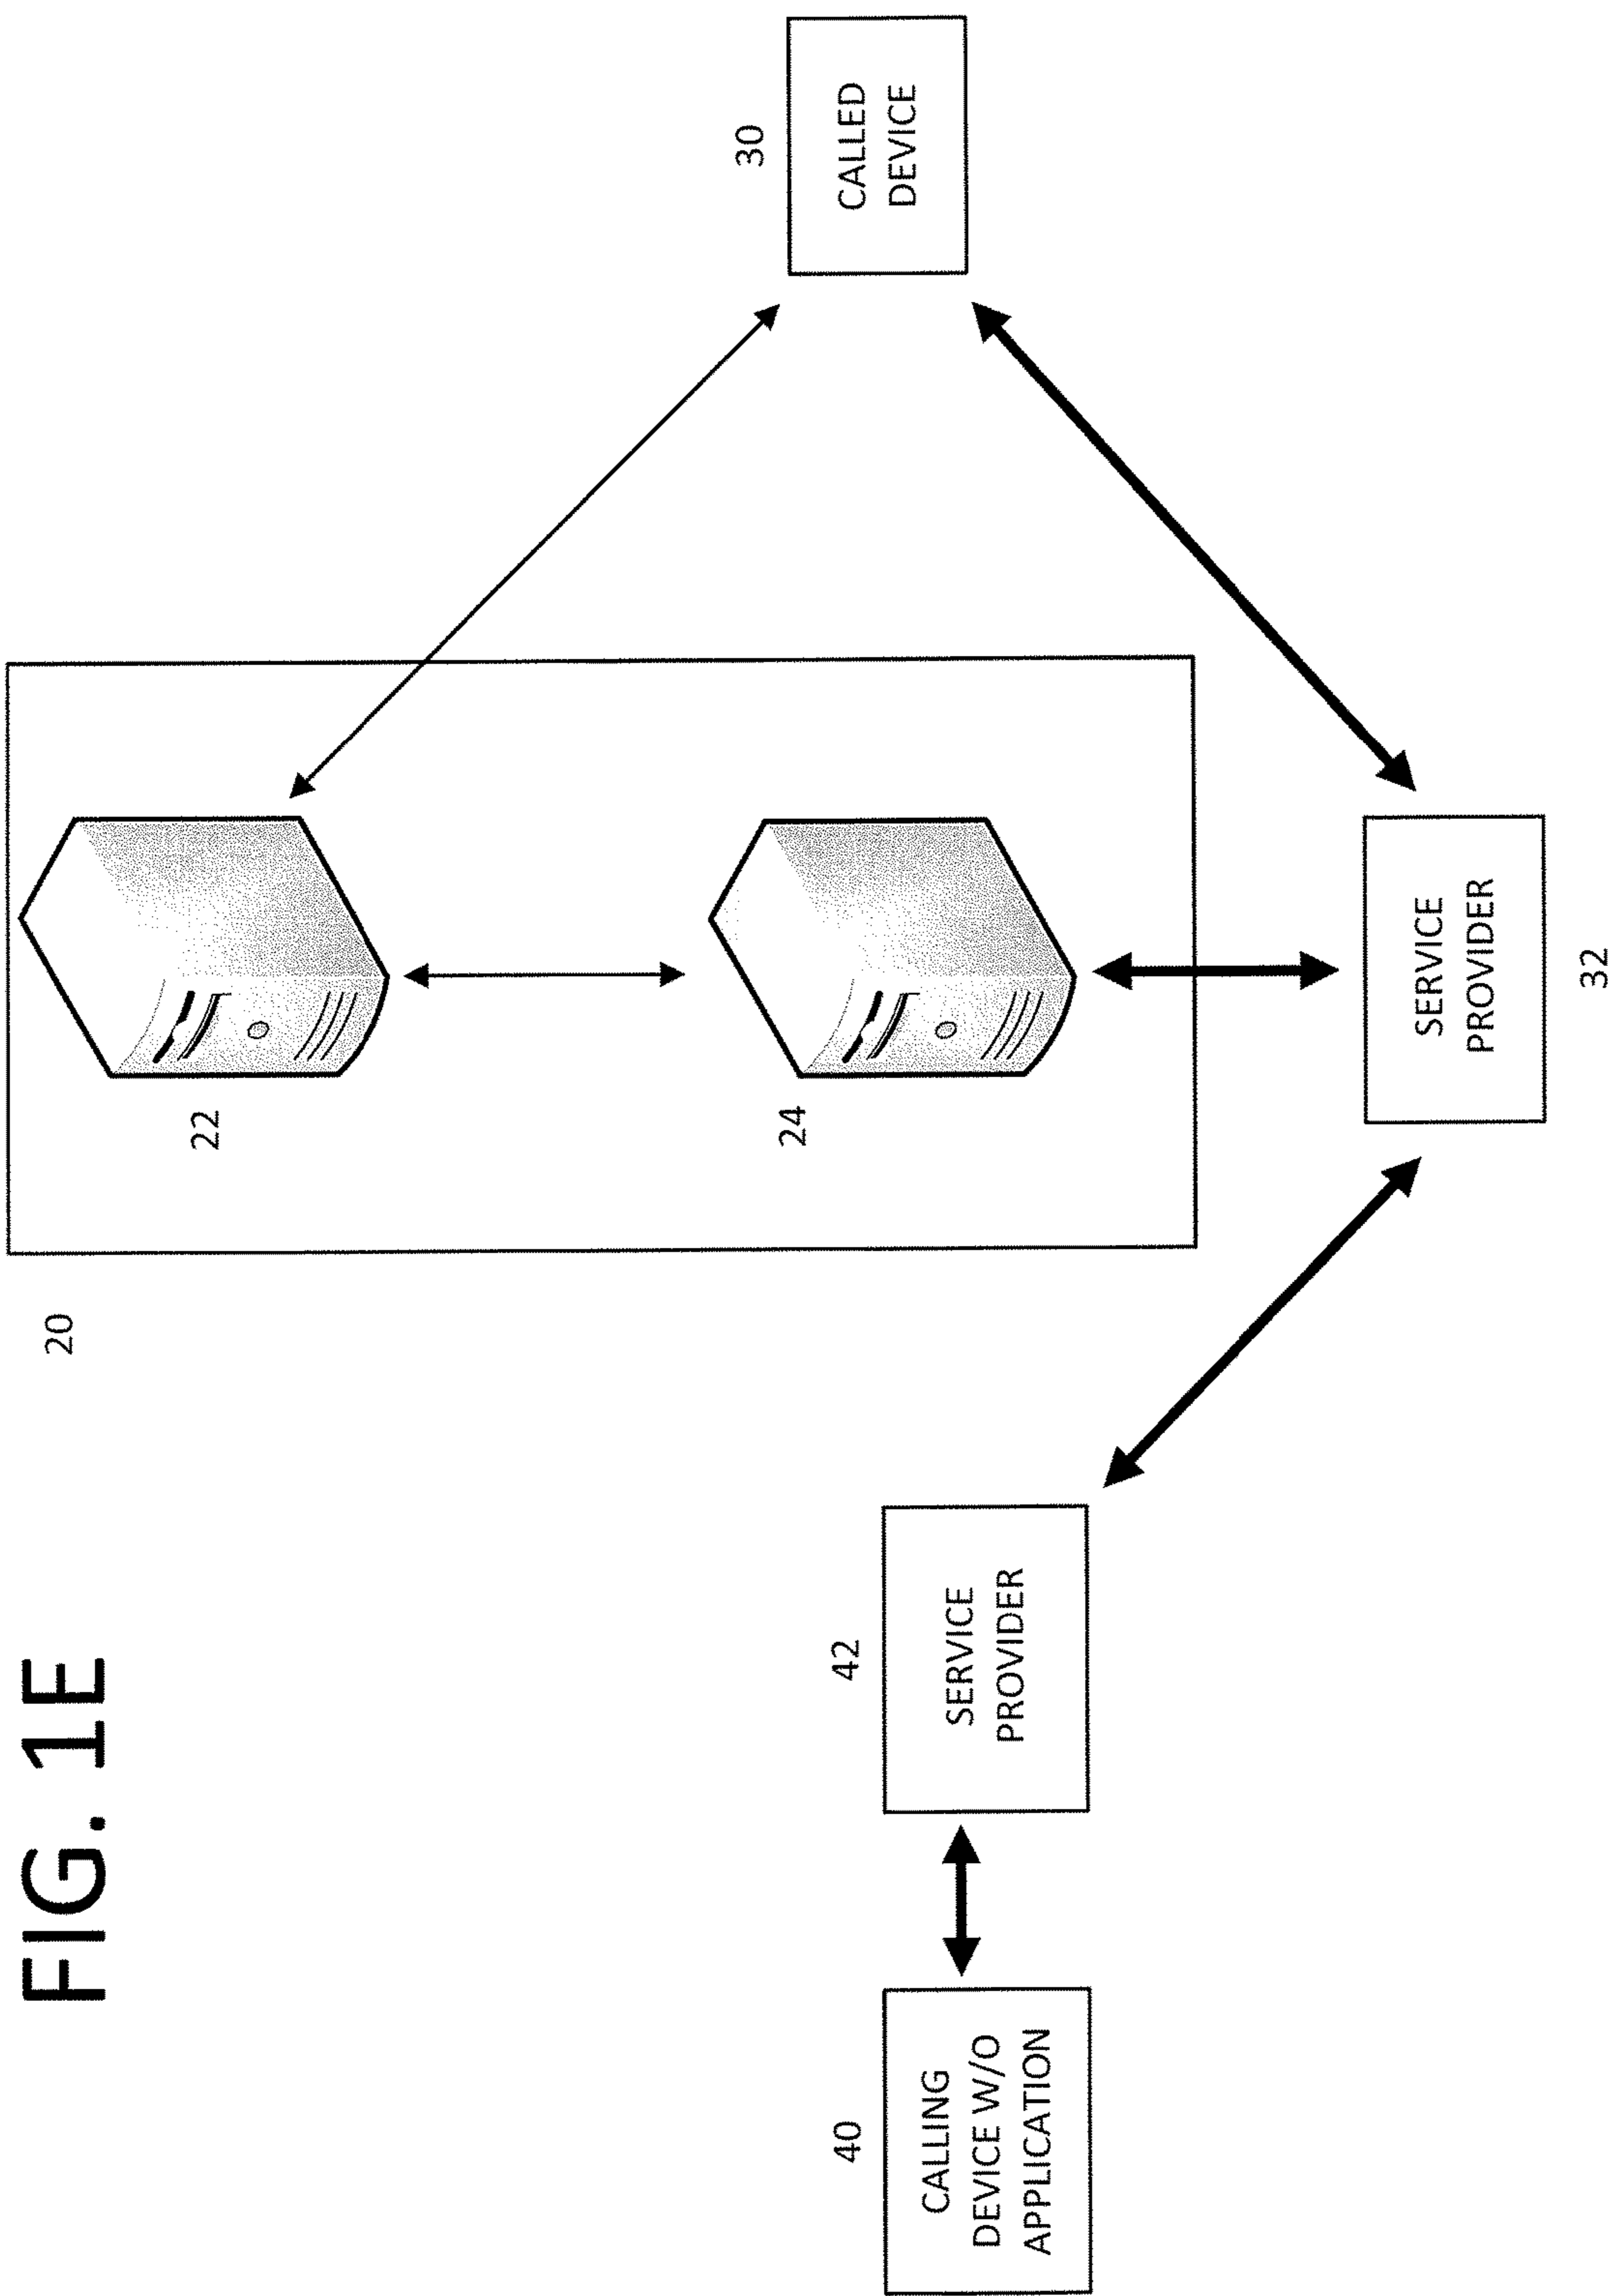 FIG. 1E
20
22
24
30
CALLED
DEVICE
40
CALLING
DEVICE W/O
APPLICATION
42
SERVICE
PROVIDER
SERVICE
PROVIDER
32